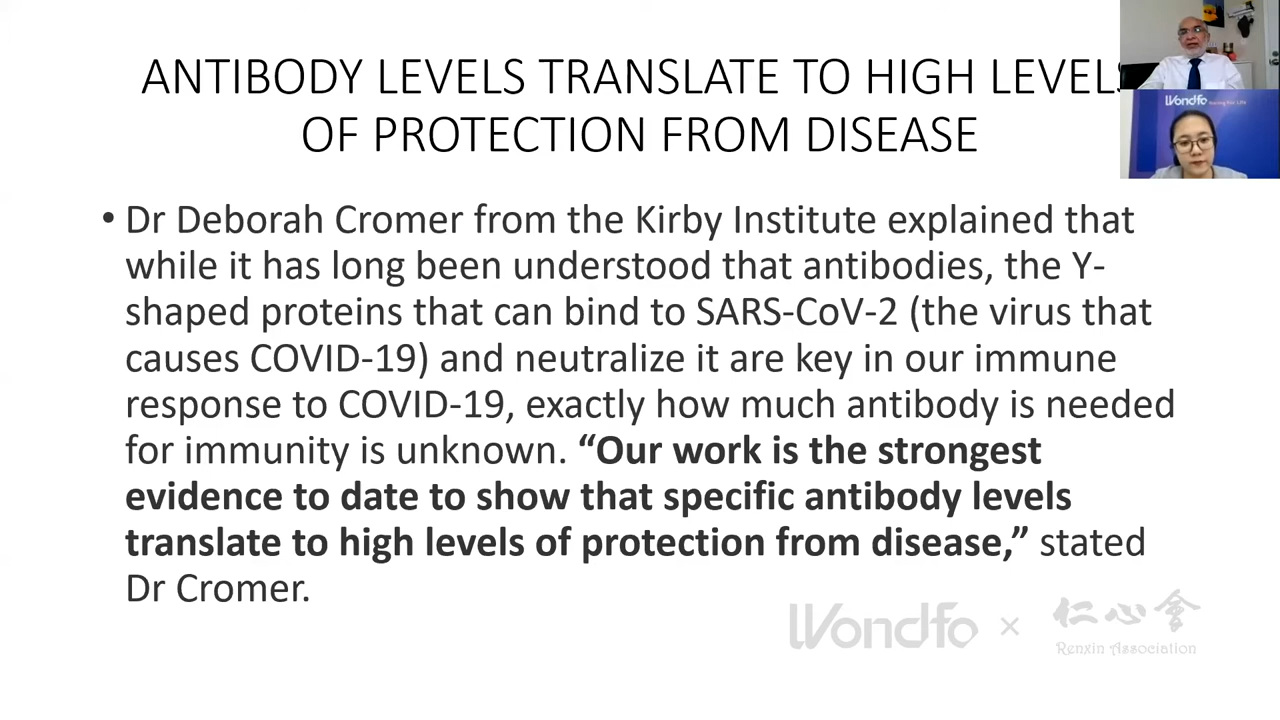 ANTIBODY LEVELS TRANSLATE TO HIGH LEVELS
OF PROTECTION FROM DISEASE
Wondfo
• Dr Deborah Cromer from the Kirby Institute explained that
while it has long been understood that antibodies, the Y-
shaped proteins that can bind to SARS-CoV-2 (the virus that
causes COVID-19) and neutralize it are key in our immune
response to COVID-19, exactly how much antibody is needed
for immunity is unknown. “Our work is the strongest
evidence to date to show that specific antibody levels
translate to high levels of protection from disease,” stated
Dr Cromer.
Wondfo × 仁心會
Renxin Association